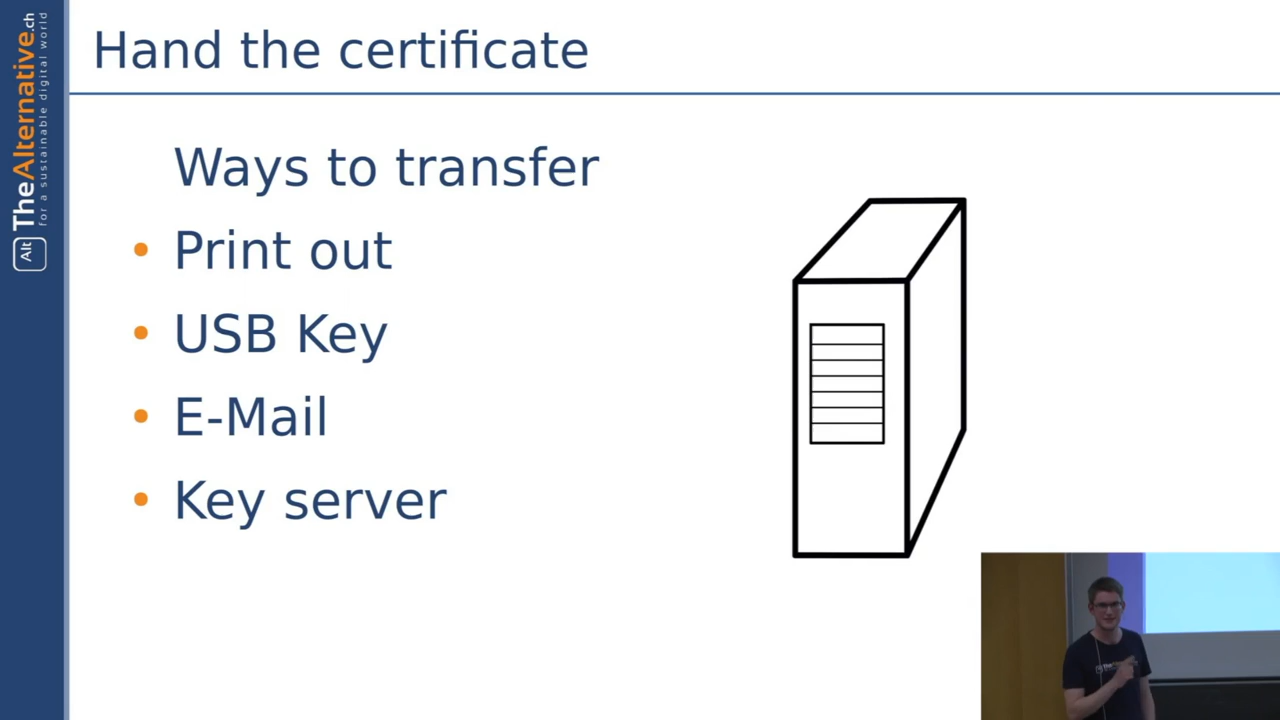 Hand the certificate
Ways to transfer
• Print out
• USB Key
• E-Mail
• Key server
Alt TheAlternative.ch
for a sustainable digital world